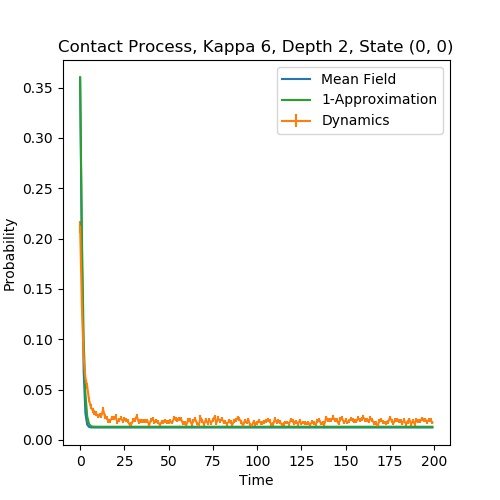 Contact Process, Kappa 6, Depth 2, State (0, 0)
Mean Field
1-Approximation
Dynamics
0.35
0.30
0.25
0.20
0.15
0.10
0.05
0.00
Probability
0 25 50 75 100 125 150 175 200
Time